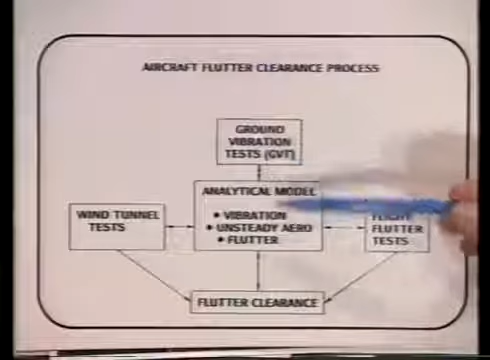 AIRCRAFT FLUTTER CLEARANCE PROCESS
GROUND
VIBRATION
TESTS (GVT)
ANALYTICAL MODEL
• VIBRATION
• UNSTEADY AERO
• FLUTTER
WIND TUNNEL
TESTS
FLIGHT
FLUTTER
TESTS
FLUTTER CLEARANCE